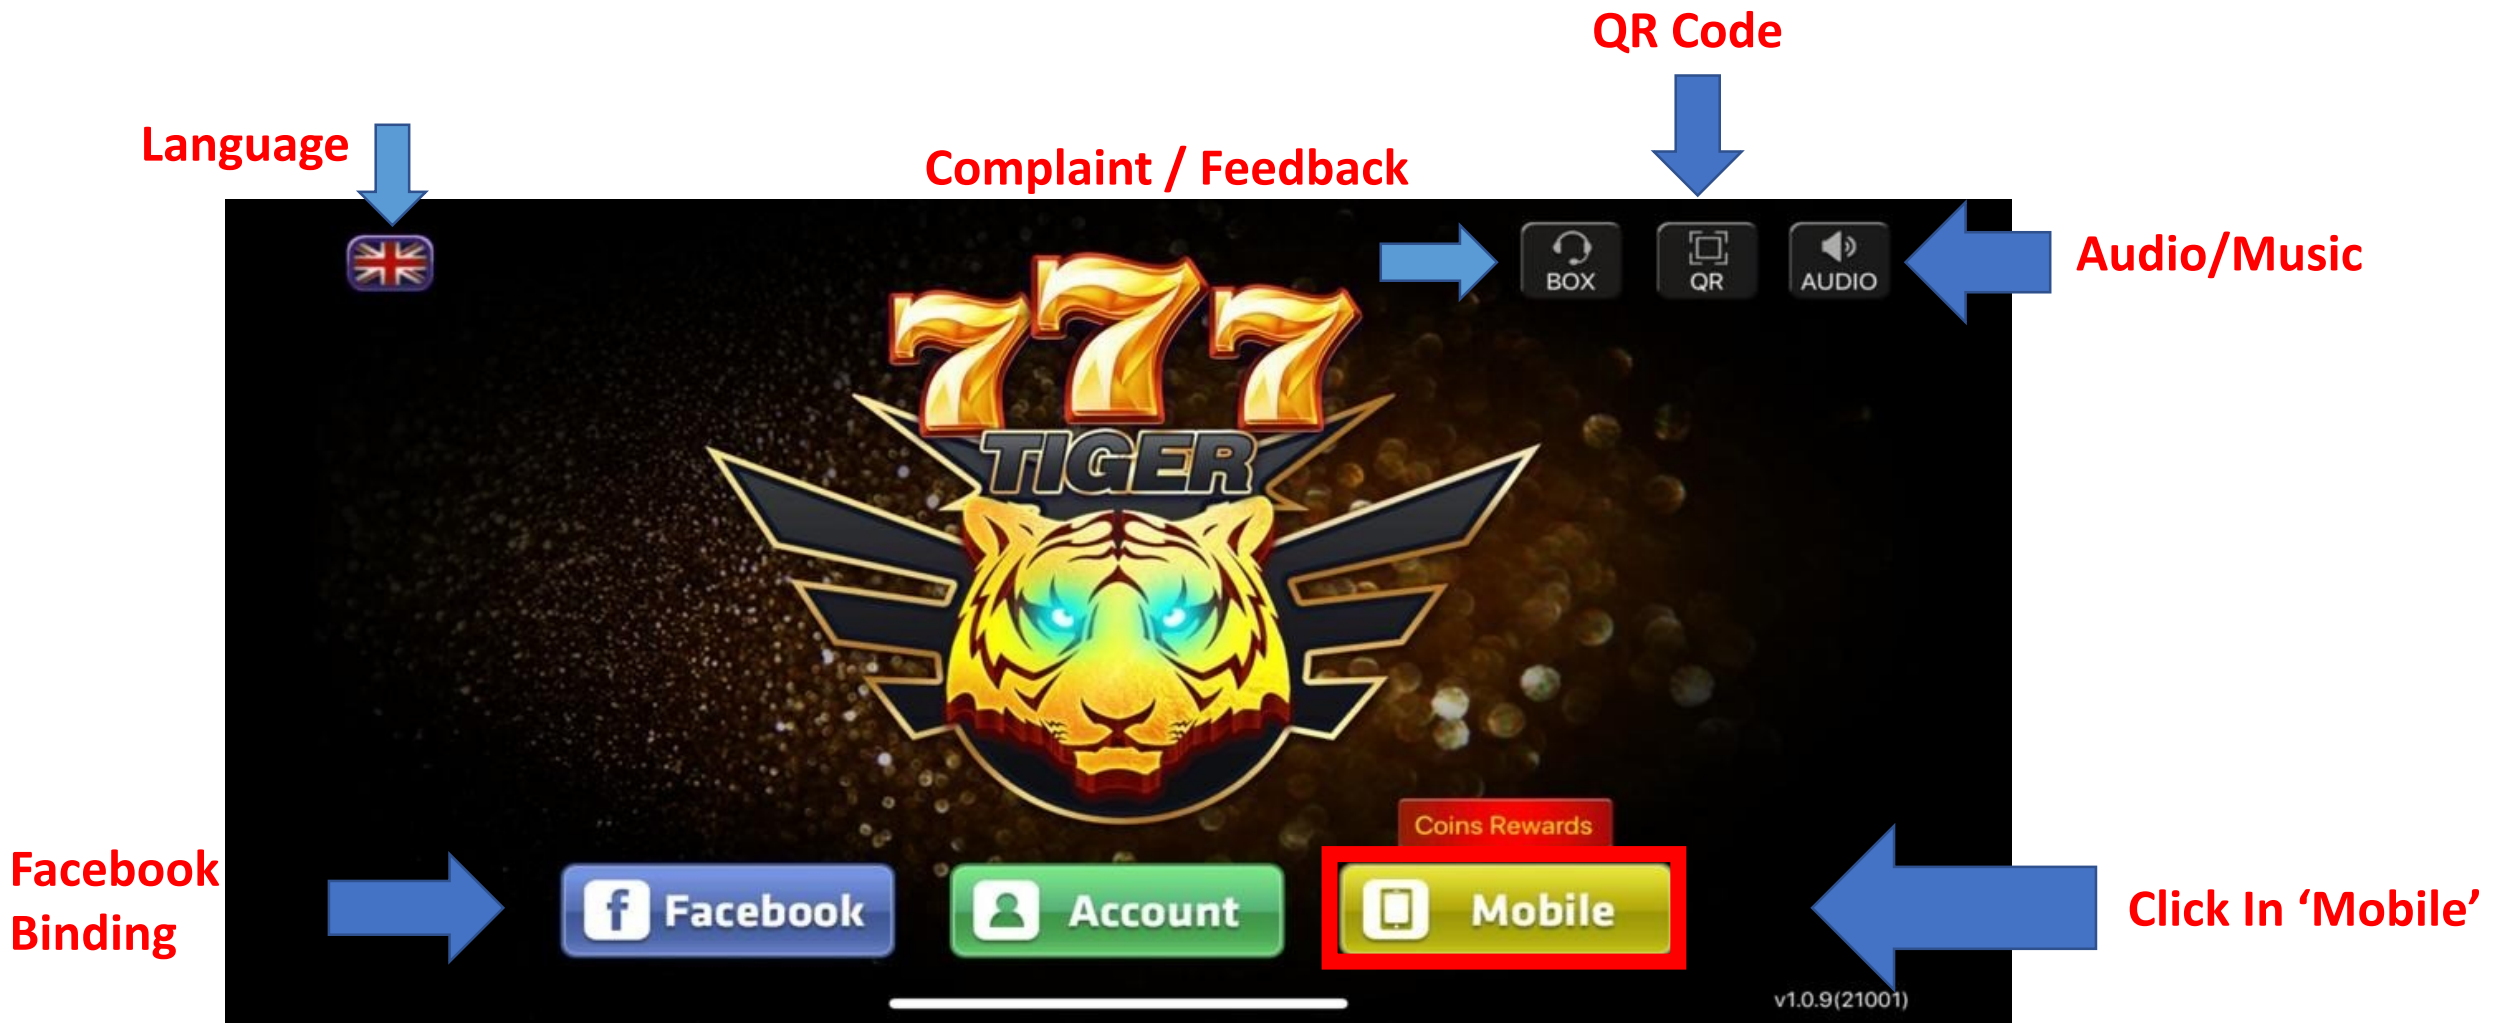 QR Code
Language
Complaint / Feedback
BOX
QR
AUDIO
Audio/Music
777
TIGER
Coins Rewards
Facebook
Binding
Facebook
Account
Mobile
Click In ‘Mobile’
v1.0.9(21001)